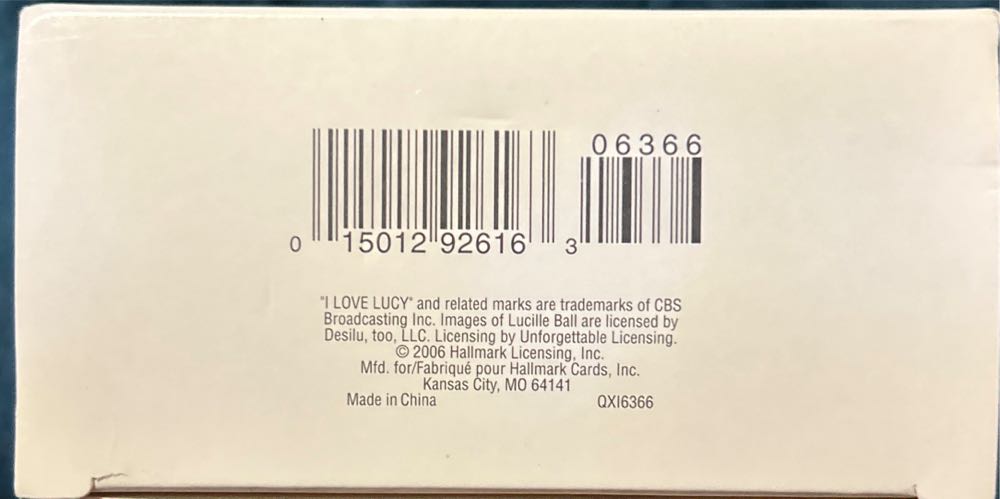 06366
0 15012 92616 3
"I LOVE LUCY" and related marks are trademarks of CBS
Broadcasting Inc. Images of Lucille Ball are licensed by
Desilu, too, LLC. Licensing by Unforgettable Licensing.
© 2006 Hallmark Licensing, Inc.
Mfd. for/Fabriqué pour Hallmark Cards, Inc.
Kansas City, MO 64141
Made in China QXI6366